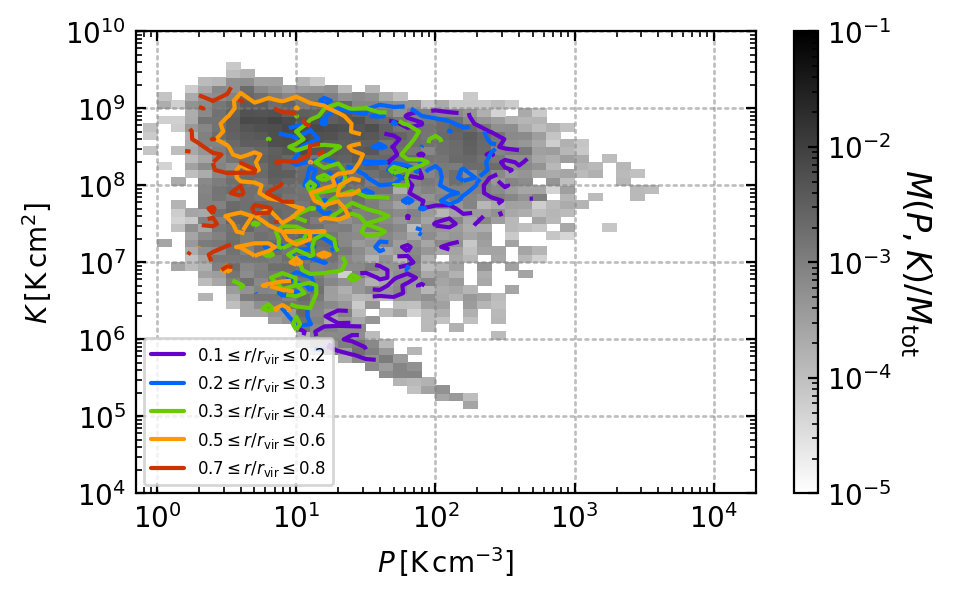 10^10
10^9
10^8
10^7
10^6
10^5
10^4
K [K cm^2]
0.1 ≤ r/r_vir ≤ 0.2
0.2 ≤ r/r_vir ≤ 0.3
0.3 ≤ r/r_vir ≤ 0.4
0.5 ≤ r/r_vir ≤ 0.6
0.7 ≤ r/r_vir ≤ 0.8
10^0 10^1 10^2 10^3 10^4
P [K cm^−3]
10^−1
10^−2
10^−3
10^−4
10^−5
M(P, K)/M_tot